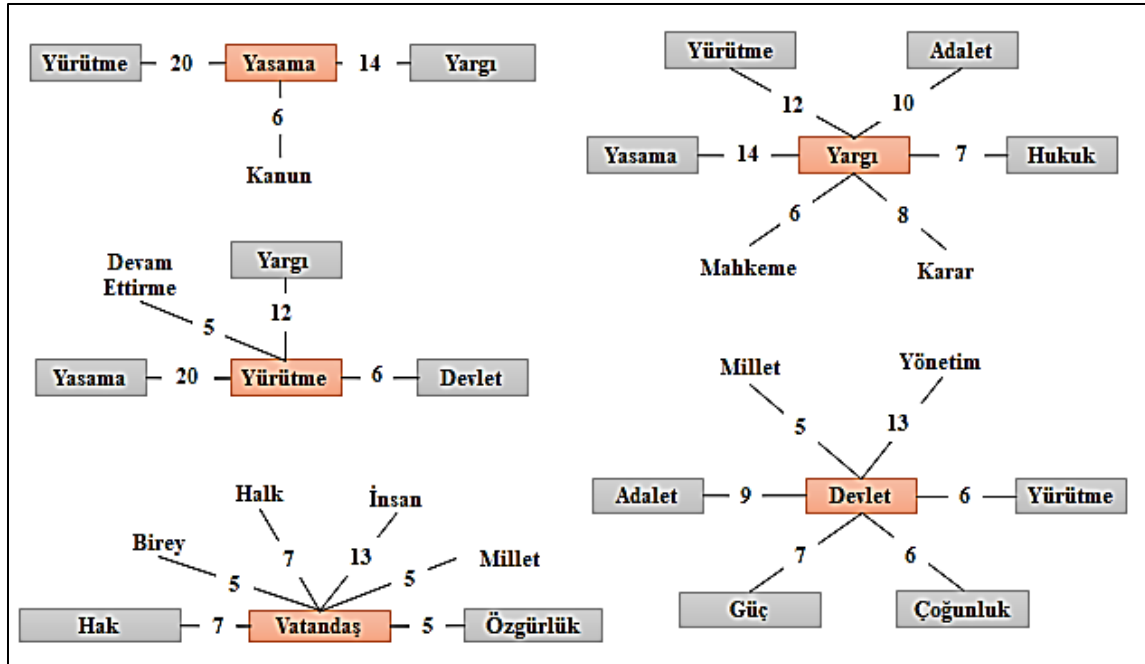 Yürütme 20 Yasama 14 Yargı
6
Kanun
Yürütme Adalet
12 10
Yasama 14 Yargı 7 Hukuk
6 8
Mahkeme Karar
Devam
Ettirme
Yargı
5 12
Yasama 20 Yürütme 6 Devlet
Millet Yönetim
5 13
Adalet 9 Devlet 6 Yürütme
7 6
Güç Çoğunluk
Halk İnsan
Birey Millet
5 7 13 5
Hak 7 Vatandaş 5 Özgürlük